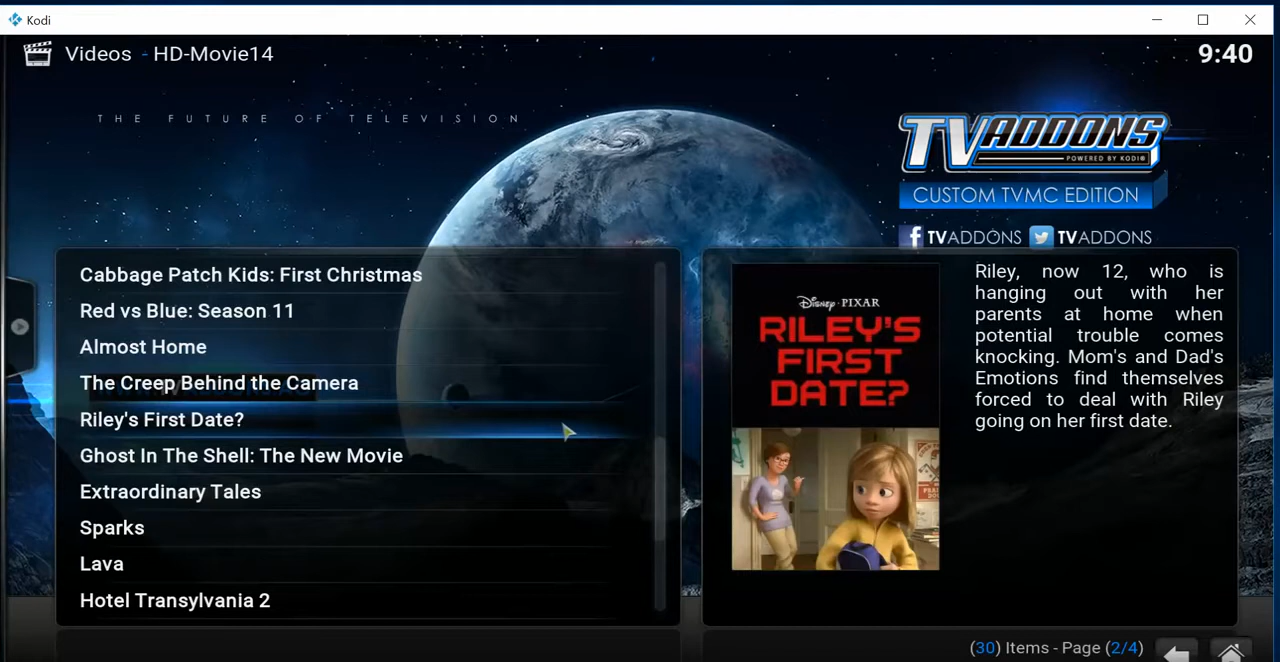 Kodi
Videos - HD-Movie14
9:40
THE FUTURE OF TELEVISION
TVADDONS
POWERED BY KODI®
CUSTOM TVMC EDITION
f TVADDONS TVADDONS
Cabbage Patch Kids: First Christmas
Red vs Blue: Season 11
Almost Home
The Creep Behind the Camera
Riley's First Date?
Ghost In The Shell: The New Movie
Extraordinary Tales
Sparks
Lava
Hotel Transylvania 2
Disney · PIXAR
RILEY'S
FIRST
DATE?
Riley, now 12, who is
hanging out with her
parents at home when
potential trouble comes
knocking. Mom's and Dad's
Emotions find themselves
forced to deal with Riley
going on her first date.
(30) Items - Page (2/4)